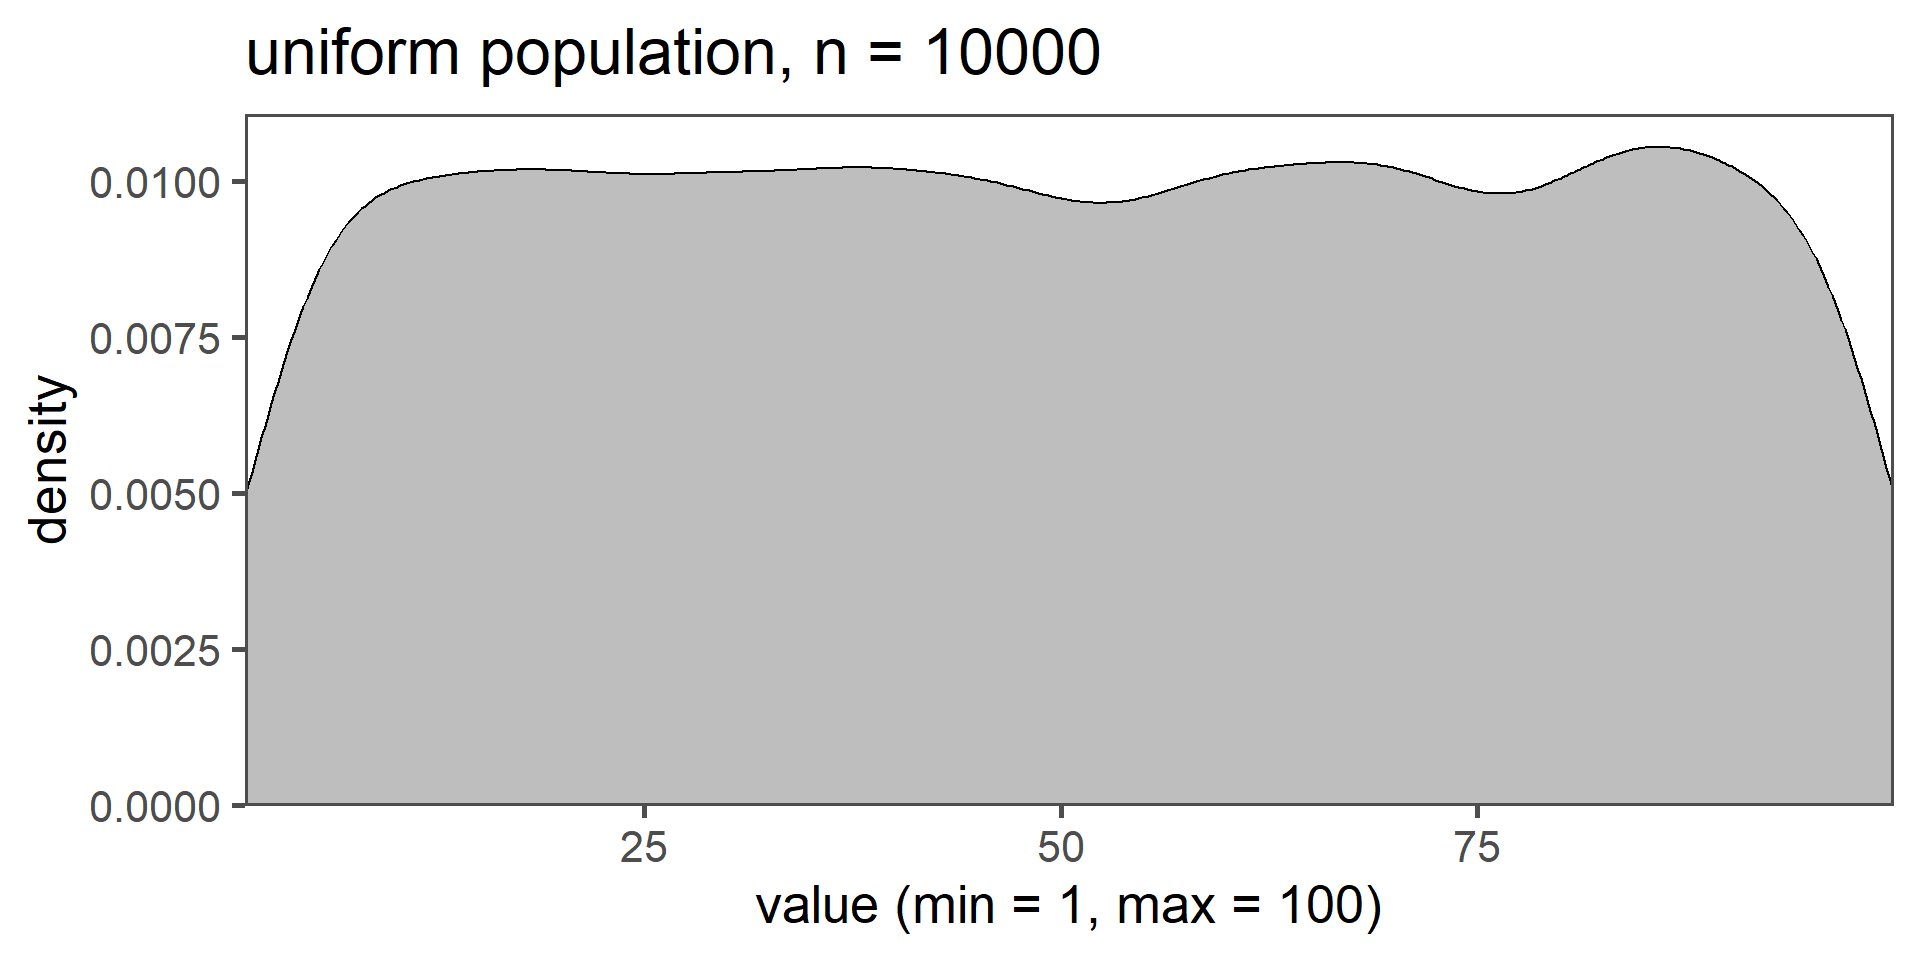 uniform population, n = 10000
0.0100
0.0075
0.0050
0.0025
0.0000
density
25 50 75
value (min = 1, max = 100)